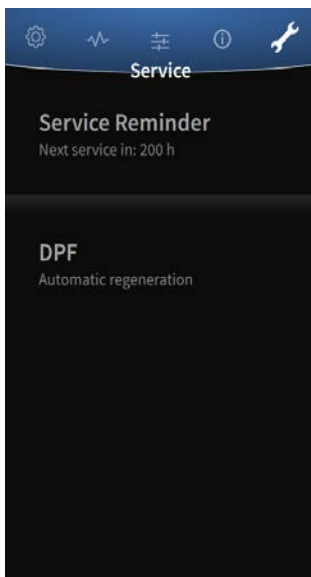 Service
Service Reminder
Next service in: 200 h
DPF
Automatic regeneration